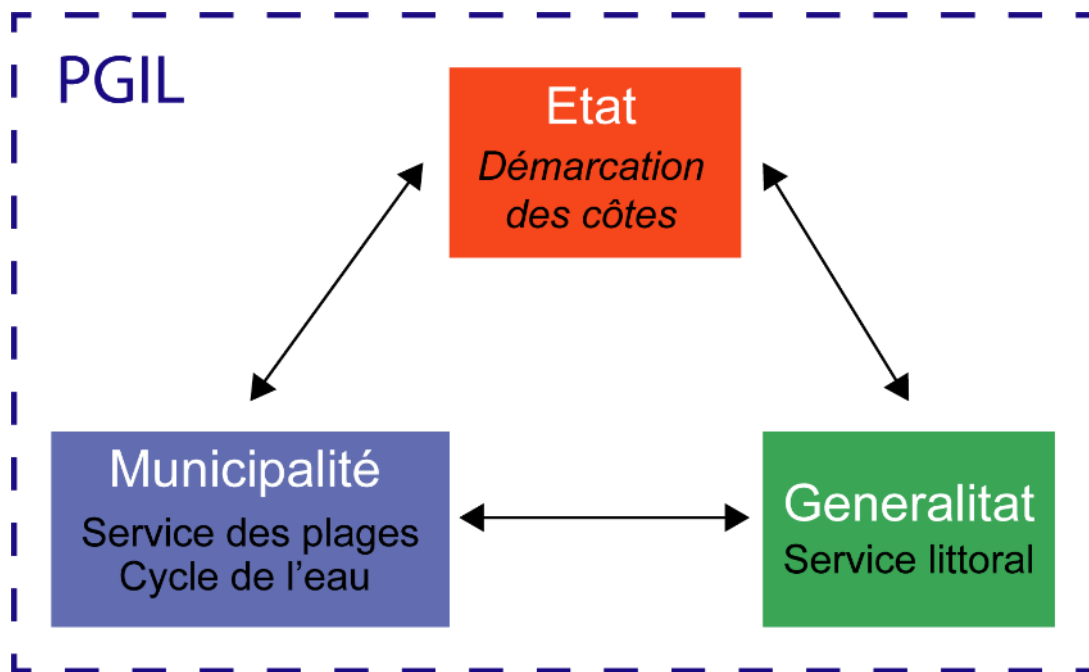 PGIL
Etat
Démarcation
des côtes
Municipalité
Service des plages
Cycle de l'eau
Generalitat
Service littoral